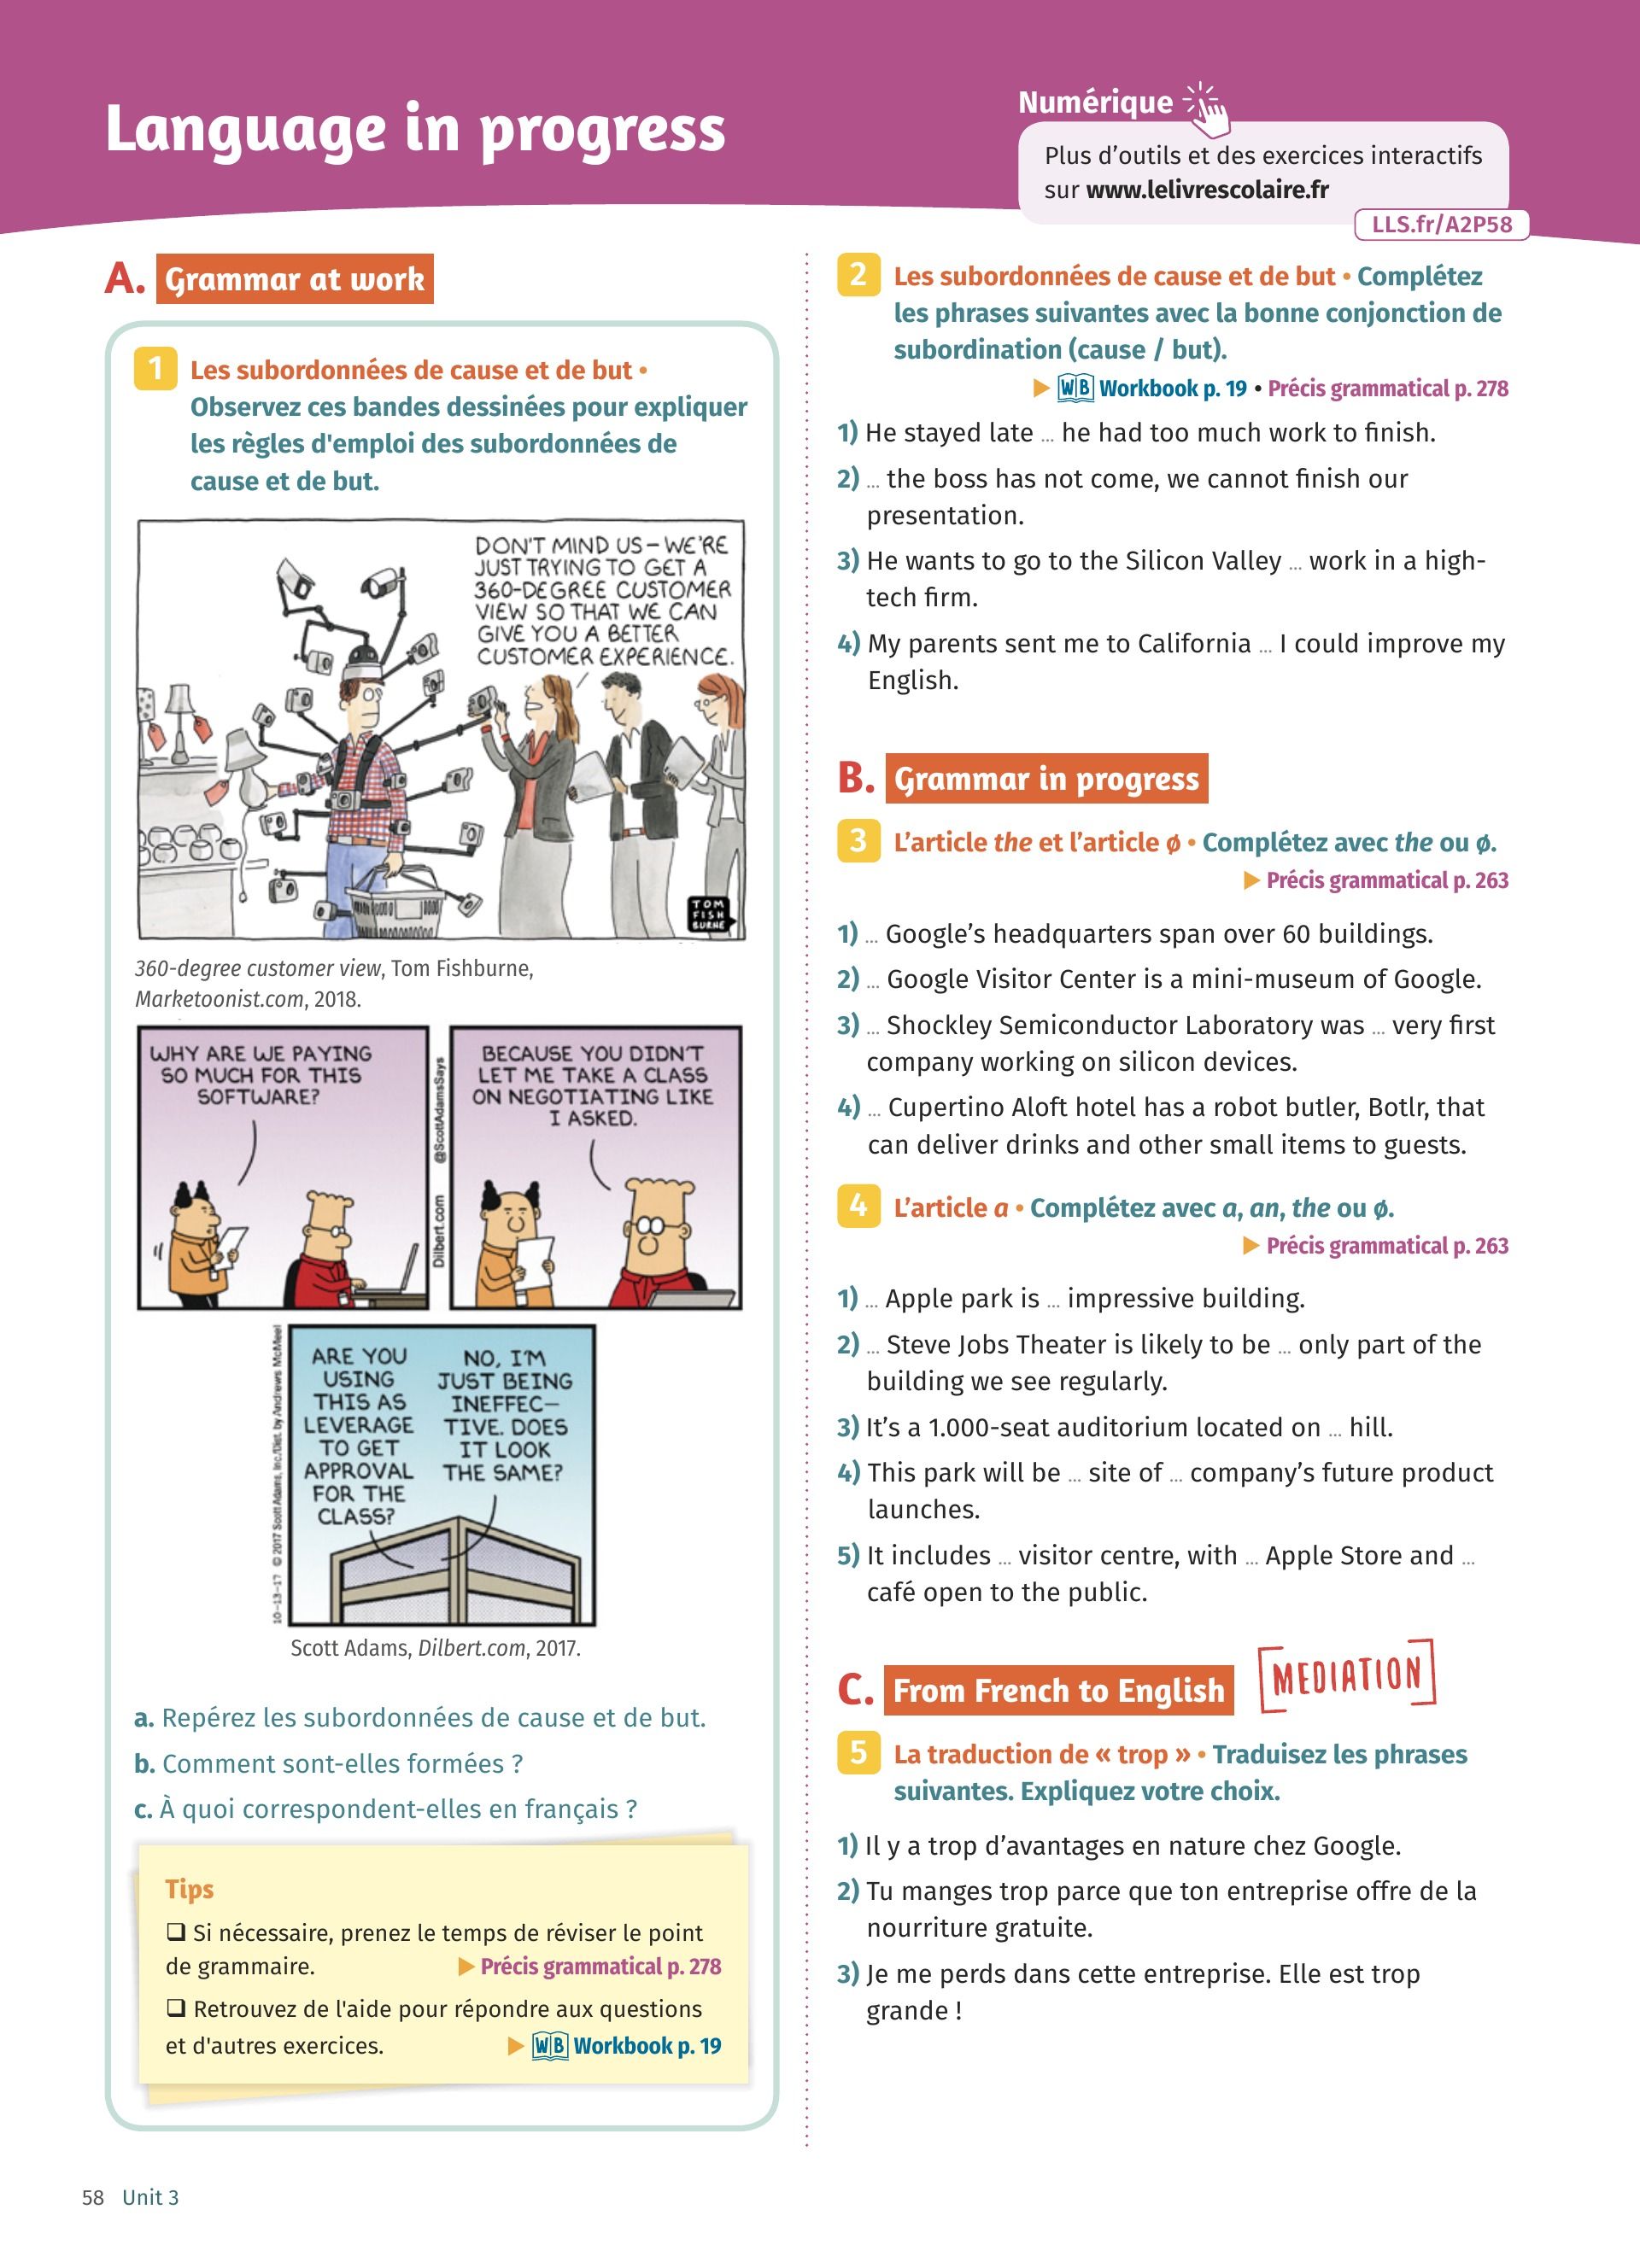 Language in progress
Numérique
Plus d’outils et des exercices interactifs
sur www.lelivrescolaire.fr
LLS.fr/A2P58
A. Grammar at work
1 Les subordonnées de cause et de but •
Observez ces bandes dessinées pour expliquer
les règles d'emploi des subordonnées de
cause et de but.
DON'T MIND US – WE'RE
JUST TRYING TO GET A
360-DEGREE CUSTOMER
VIEW SO THAT WE CAN
GIVE YOU A BETTER
CUSTOMER EXPERIENCE.
TOM
FISH
BURNE
360-degree customer view, Tom Fishburne,
Marketoonist.com, 2018.
WHY ARE WE PAYING
SO MUCH FOR THIS
SOFTWARE?
Dilbert.com @ScottAdamsSays
BECAUSE YOU DIDN'T
LET ME TAKE A CLASS
ON NEGOTIATING LIKE
I ASKED.
10-13-17 © 2017 Scott Adams, Inc./Dist. by Andrews McMeel
ARE YOU
USING
THIS AS
LEVERAGE
TO GET
APPROVAL
FOR THE
CLASS?
NO, I'M
JUST BEING
INEFFEC–
TIVE. DOES
IT LOOK
THE SAME?
Scott Adams, Dilbert.com, 2017.
a. Repérez les subordonnées de cause et de but.
b. Comment sont-elles formées ?
c. À quoi correspondent-elles en français ?
Tips
❑ Si nécessaire, prenez le temps de réviser le point
de grammaire. ▶ Précis grammatical p. 278
❑ Retrouvez de l'aide pour répondre aux questions
et d'autres exercices. ▶ WB Workbook p. 19
2 Les subordonnées de cause et de but • Complétez
les phrases suivantes avec la bonne conjonction de
subordination (cause / but).
▶ WB Workbook p. 19 • Précis grammatical p. 278
1) He stayed late ... he had too much work to finish.
2) ... the boss has not come, we cannot finish our
presentation.
3) He wants to go to the Silicon Valley ... work in a high-
tech firm.
4) My parents sent me to California ... I could improve my
English.
B. Grammar in progress
3 L’article the et l’article ø • Complétez avec the ou ø.
▶ Précis grammatical p. 263
1) ... Google’s headquarters span over 60 buildings.
2) ... Google Visitor Center is a mini-museum of Google.
3) ... Shockley Semiconductor Laboratory was ... very first
company working on silicon devices.
4) ... Cupertino Aloft hotel has a robot butler, Botlr, that
can deliver drinks and other small items to guests.
4 L’article a • Complétez avec a, an, the ou ø.
▶ Précis grammatical p. 263
1) ... Apple park is ... impressive building.
2) ... Steve Jobs Theater is likely to be ... only part of the
building we see regularly.
3) It’s a 1.000-seat auditorium located on ... hill.
4) This park will be ... site of ... company’s future product
launches.
5) It includes ... visitor centre, with ... Apple Store and ...
café open to the public.
C. From French to English
MEDIATION
5 La traduction de « trop » • Traduisez les phrases
suivantes. Expliquez votre choix.
1) Il y a trop d’avantages en nature chez Google.
2) Tu manges trop parce que ton entreprise offre de la
nourriture gratuite.
3) Je me perds dans cette entreprise. Elle est trop
grande !
58 Unit 3